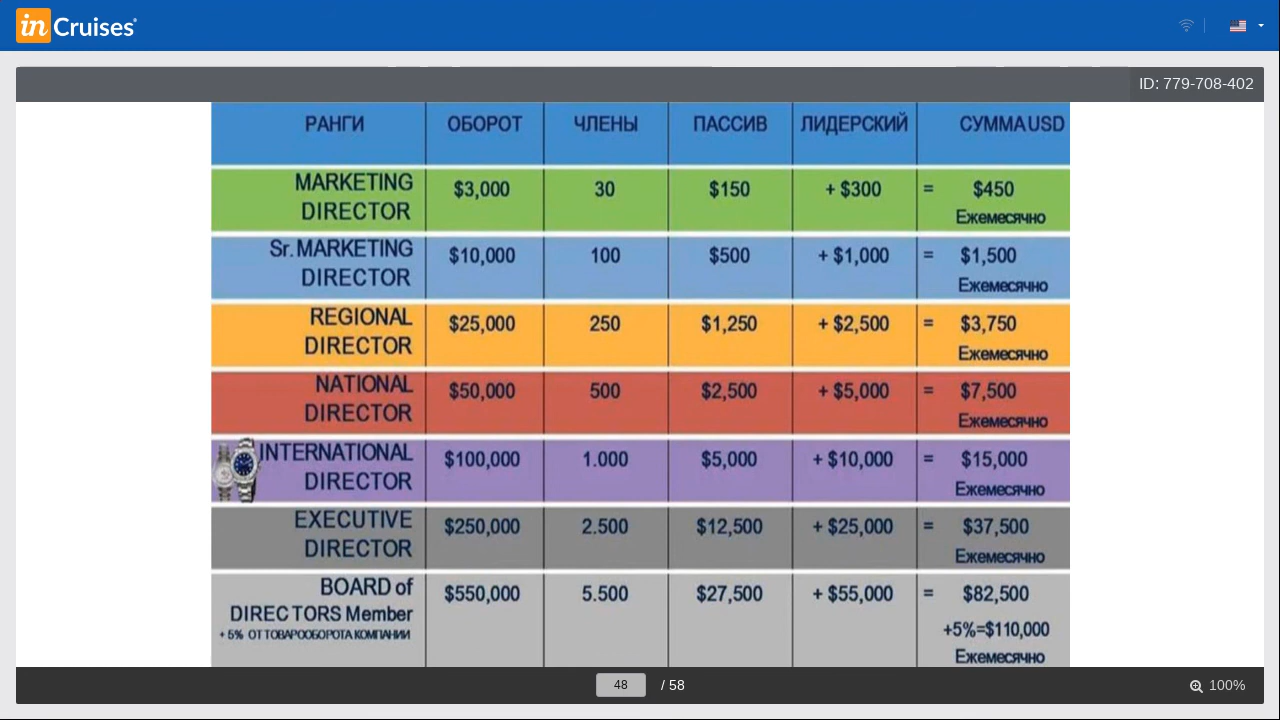 in Cruises®
ID: 779-708-402
РАНГИ ОБОРОТ ЧЛЕНЫ ПАССИВ ЛИДЕРСКИЙ СУММА USD
MARKETING DIRECTOR $3,000 30 $150 + $300 = $450 Ежемесячно
Sr. MARKETING DIRECTOR $10,000 100 $500 + $1,000 = $1,500 Ежемесячно
REGIONAL DIRECTOR $25,000 250 $1,250 + $2,500 = $3,750 Ежемесячно
NATIONAL DIRECTOR $50,000 500 $2,500 + $5,000 = $7,500 Ежемесячно
INTERNATIONAL DIRECTOR $100,000 1.000 $5,000 + $10,000 = $15,000 Ежемесячно
EXECUTIVE DIRECTOR $250,000 2.500 $12,500 + $25,000 = $37,500 Ежемесячно
BOARD of DIRECTORS Member + 5% ОТ ТОВАРООБОРОТА КОМПАНИИ $550,000 5.500 $27,500 + $55,000 = $82,500 +5%=$110,000 Ежемесячно
48 / 58 100%